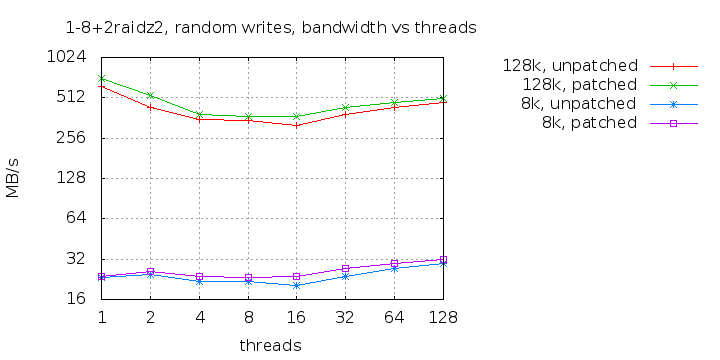 1-8+2raidz2, random writes, bandwidth vs threads
1024
512
256
128
64
32
16
MB/s
1 2 4 8 16 32 64 128
threads
128k, unpatched
128k, patched
8k, unpatched
8k, patched